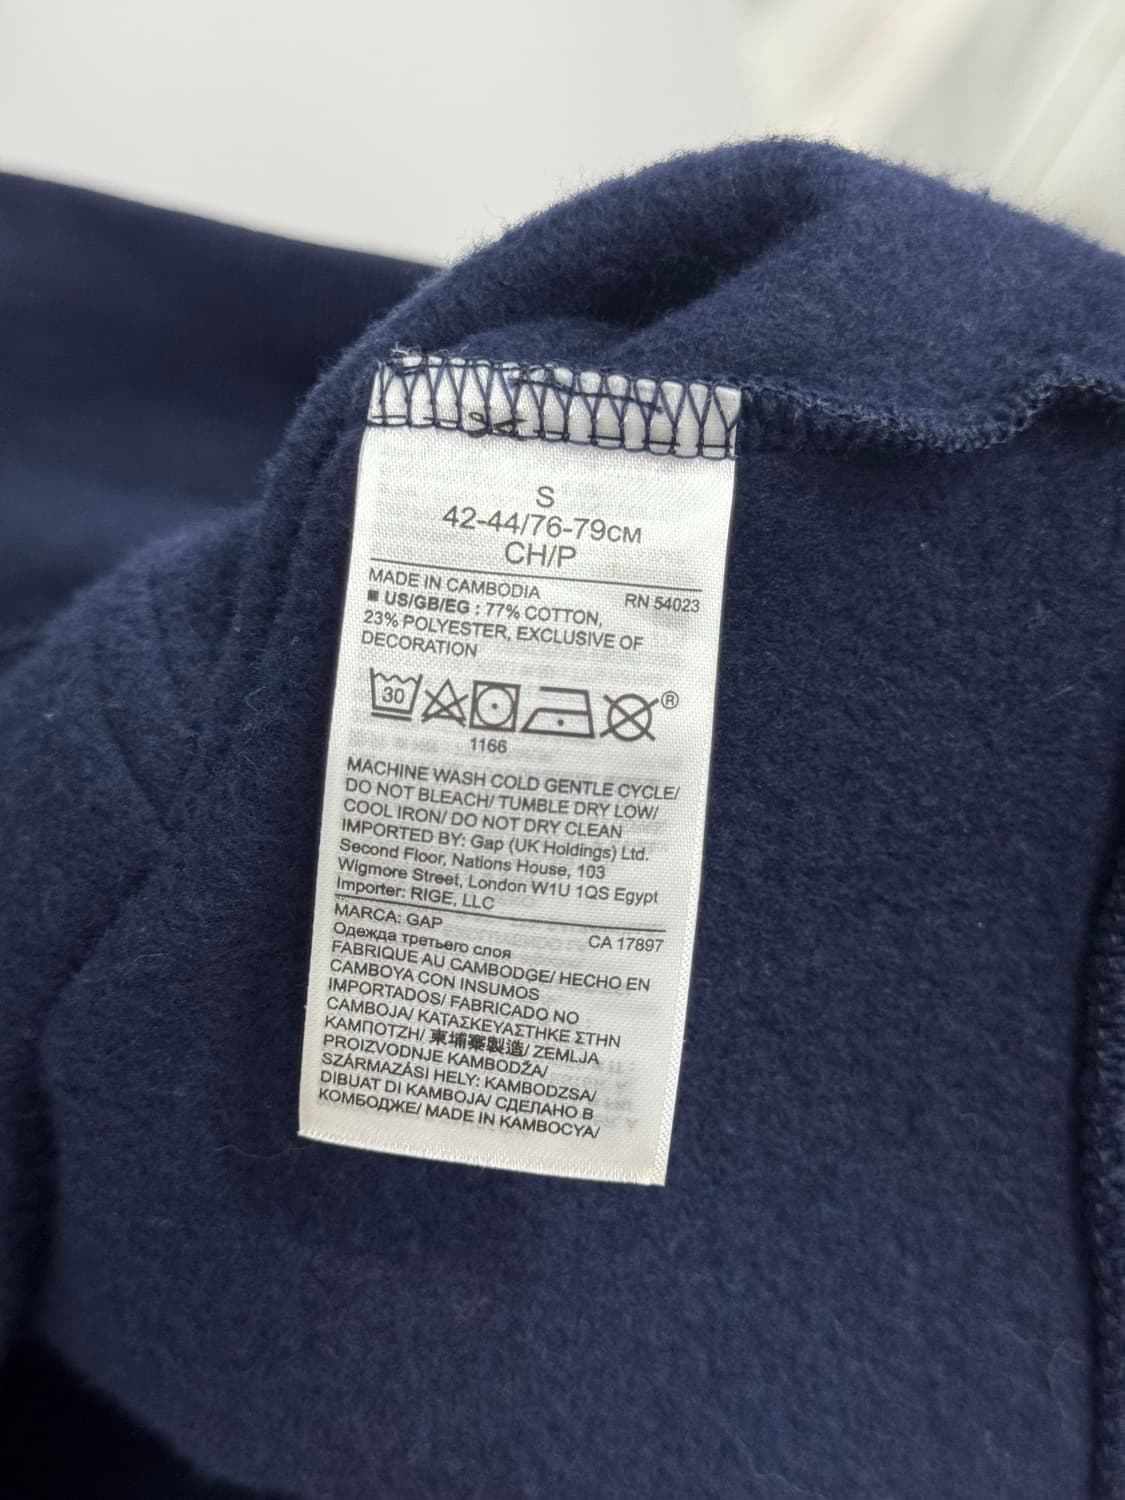 S
42-44/76-79CM
CH/P
MADE IN CAMBODIA
RN 54023
■ US/GB/EG : 77% COTTON,
23% POLYESTER, EXCLUSIVE OF
DECORATION
30
®
1166
MACHINE WASH COLD GENTLE CYCLE/
DO NOT BLEACH/ TUMBLE DRY LOW/
COOL IRON/ DO NOT DRY CLEAN
IMPORTED BY: Gap (UK Holdings) Ltd.
Second Floor, Nations House, 103
Wigmore Street, London W1U 1QS Egypt
Importer: RIGE, LLC
MARCA: GAP
CA 17897
Одежда третьего слоя
FABRIQUE AU CAMBODGE/ HECHO EN
CAMBOYA CON INSUMOS
IMPORTADOS/ FABRICADO NO
CAMBOJA/ ΚΑΤΑΣΚΕΥΑΣΤΗΚΕ ΣΤΗΝ
ΚΑΜΠΟΤΖΗ/ 柬埔寨製造/ ZEMLJA
PROIZVODNJE KAMBODŽA/
SZÁRMAZÁSI HELY: KAMBODZSA/
DIBUAT DI KAMBOJA/ СДЕЛАНО В
КОМБОДЖЕ/ MADE IN KAMBOCYA/